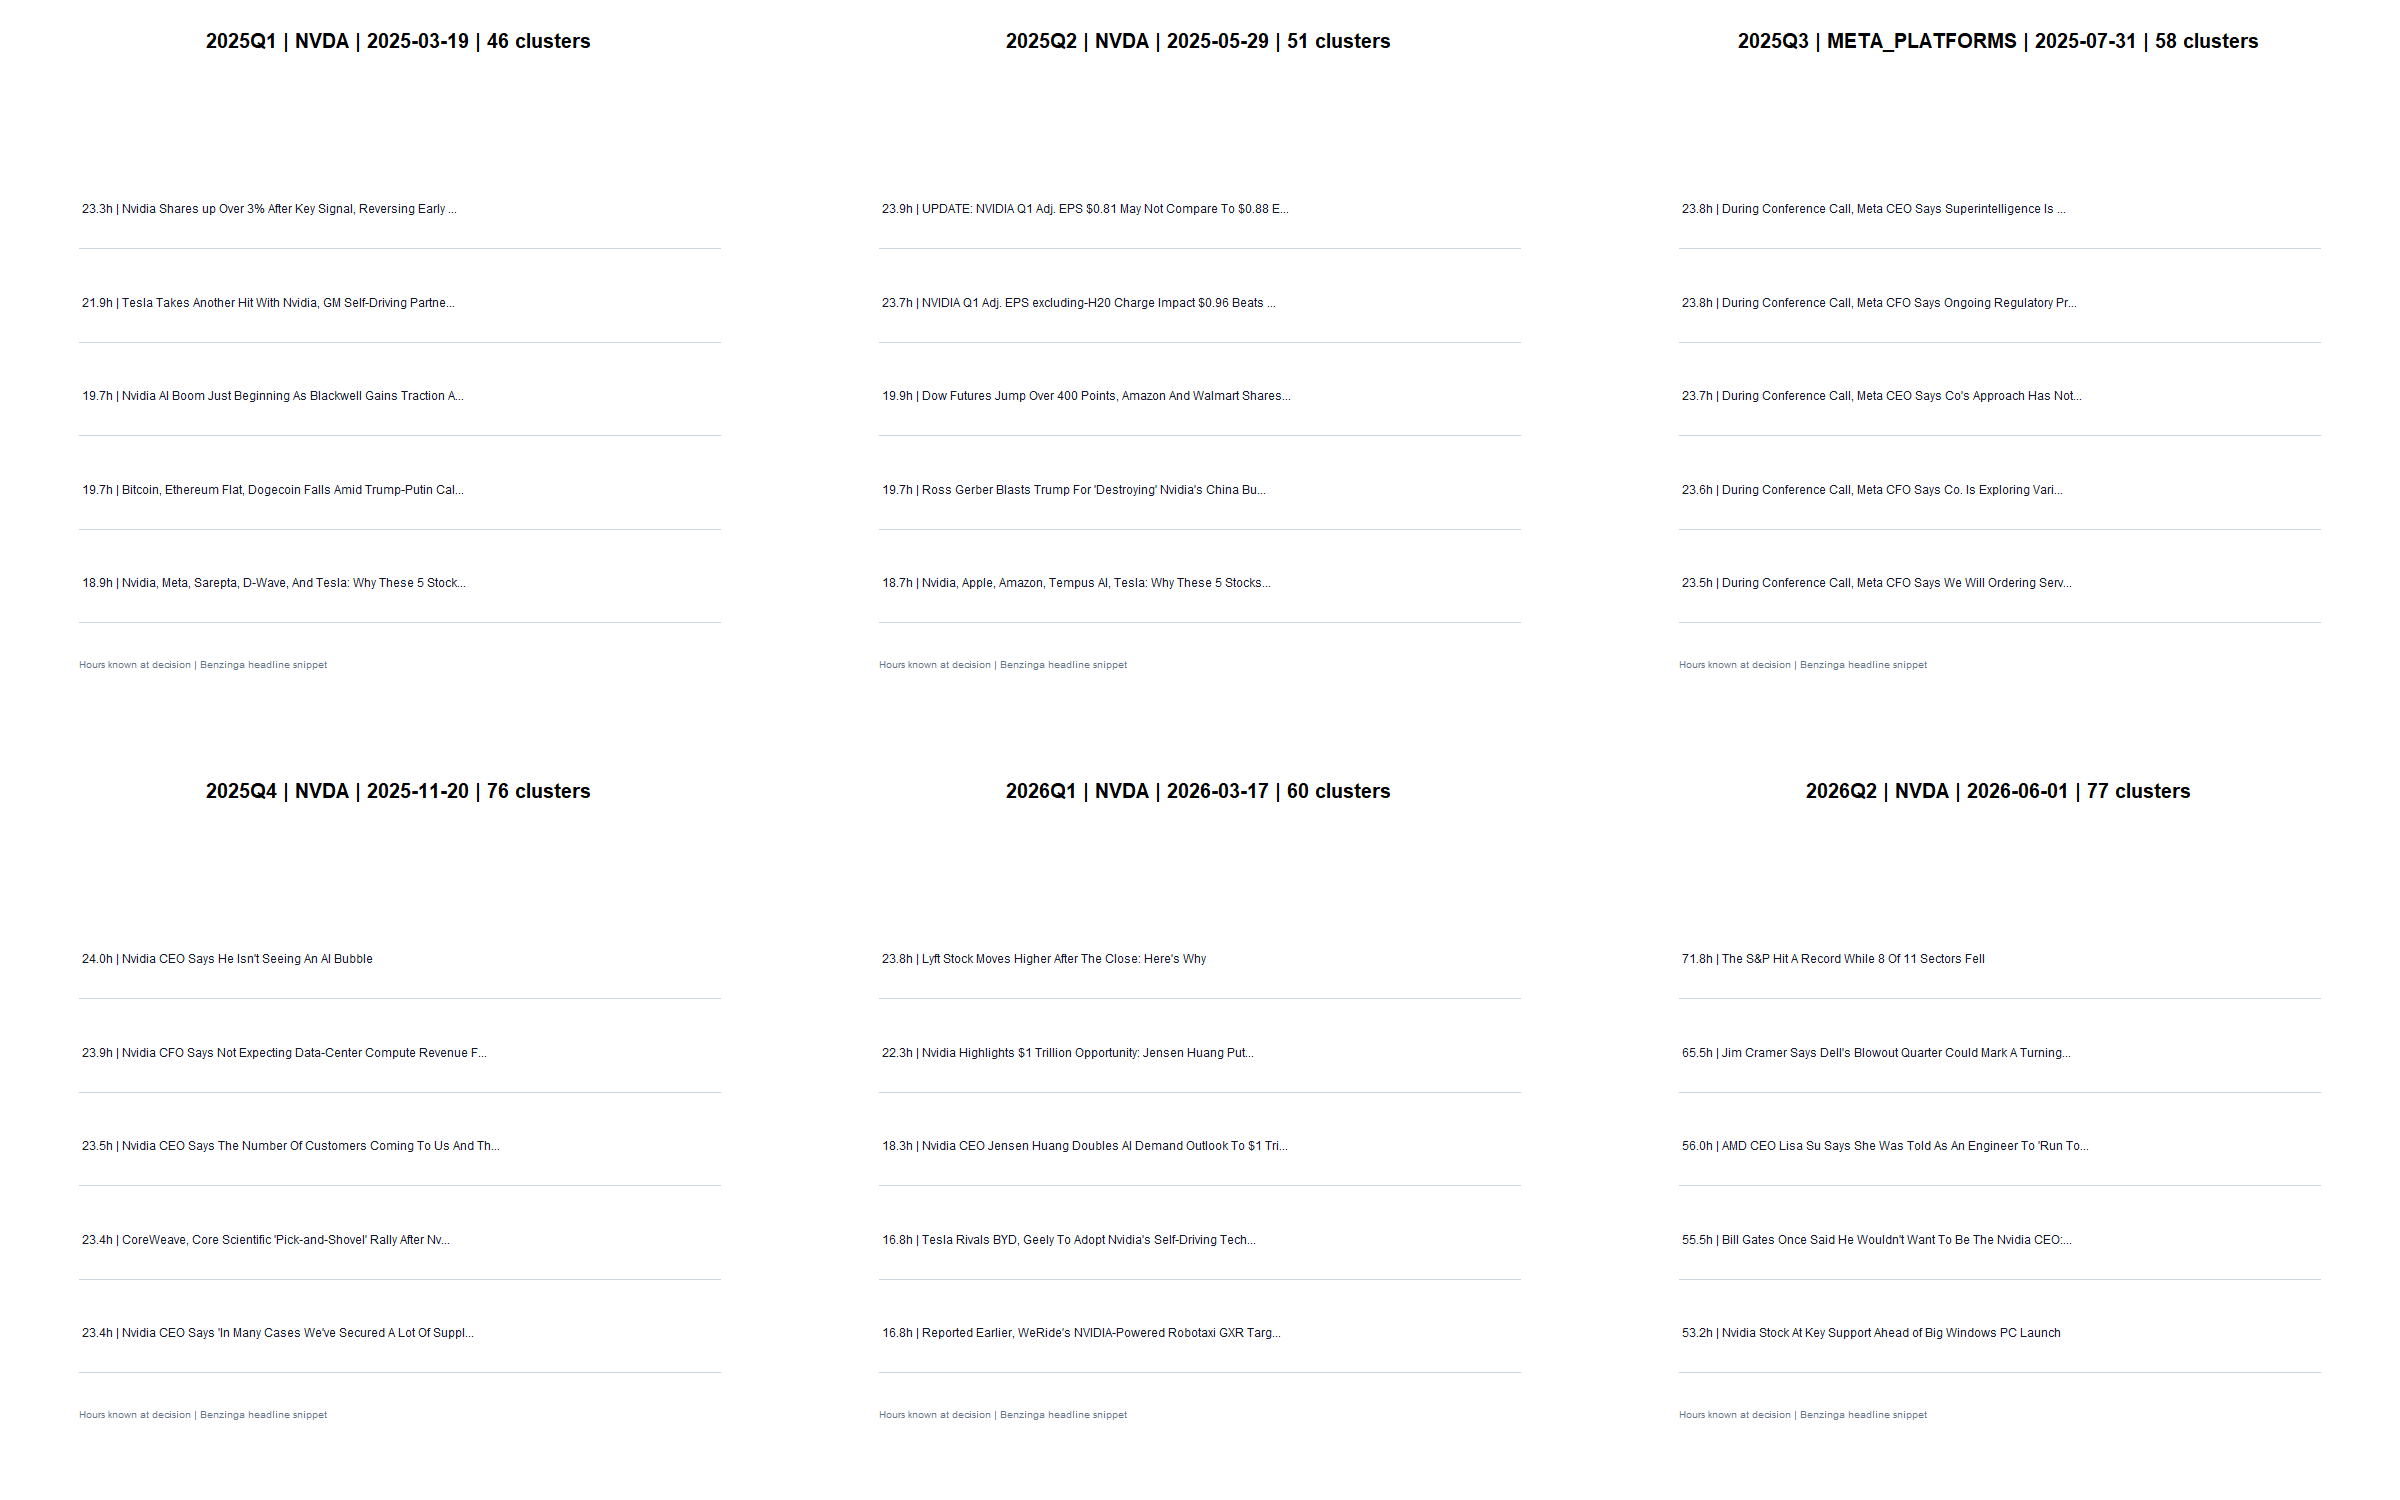 2025Q1 | NVDA | 2025-03-19 | 46 clusters
23.3h | Nvidia Shares up Over 3% After Key Signal, Reversing Early ...
21.9h | Tesla Takes Another Hit With Nvidia, GM Self-Driving Partne...
19.7h | Nvidia AI Boom Just Beginning As Blackwell Gains Traction A...
19.7h | Bitcoin, Ethereum Flat, Dogecoin Falls Amid Trump-Putin Cal...
18.9h | Nvidia, Meta, Sarepta, D-Wave, And Tesla: Why These 5 Stock...
Hours known at decision | Benzinga headline snippet
2025Q2 | NVDA | 2025-05-29 | 51 clusters
23.9h | UPDATE: NVIDIA Q1 Adj. EPS $0.81 May Not Compare To $0.88 E...
23.7h | NVIDIA Q1 Adj. EPS excluding-H20 Charge Impact $0.96 Beats ...
19.9h | Dow Futures Jump Over 400 Points, Amazon And Walmart Shares...
19.7h | Ross Gerber Blasts Trump For 'Destroying' Nvidia's China Bu...
18.7h | Nvidia, Apple, Amazon, Tempus AI, Tesla: Why These 5 Stocks...
Hours known at decision | Benzinga headline snippet
2025Q3 | META_PLATFORMS | 2025-07-31 | 58 clusters
23.8h | During Conference Call, Meta CEO Says Superintelligence Is ...
23.8h | During Conference Call, Meta CFO Says Ongoing Regulatory Pr...
23.7h | During Conference Call, Meta CEO Says Co's Approach Has Not...
23.6h | During Conference Call, Meta CFO Says Co. Is Exploring Vari...
23.5h | During Conference Call, Meta CFO Says We Will Ordering Serv...
Hours known at decision | Benzinga headline snippet
2025Q4 | NVDA | 2025-11-20 | 76 clusters
24.0h | Nvidia CEO Says He Isn't Seeing An AI Bubble
23.9h | Nvidia CFO Says Not Expecting Data-Center Compute Revenue F...
23.5h | Nvidia CEO Says The Number Of Customers Coming To Us And Th...
23.4h | CoreWeave, Core Scientific 'Pick-and-Shovel' Rally After Nv...
23.4h | Nvidia CEO Says 'In Many Cases We've Secured A Lot Of Suppl...
Hours known at decision | Benzinga headline snippet
2026Q1 | NVDA | 2026-03-17 | 60 clusters
23.8h | Lyft Stock Moves Higher After The Close: Here's Why
22.3h | Nvidia Highlights $1 Trillion Opportunity: Jensen Huang Put...
18.3h | Nvidia CEO Jensen Huang Doubles AI Demand Outlook To $1 Tri...
16.8h | Tesla Rivals BYD, Geely To Adopt Nvidia's Self-Driving Tech...
16.8h | Reported Earlier, WeRide's NVIDIA-Powered Robotaxi GXR Targ...
Hours known at decision | Benzinga headline snippet
2026Q2 | NVDA | 2026-06-01 | 77 clusters
71.8h | The S&P Hit A Record While 8 Of 11 Sectors Fell
65.5h | Jim Cramer Says Dell's Blowout Quarter Could Mark A Turning...
56.0h | AMD CEO Lisa Su Says She Was Told As An Engineer To 'Run To...
55.5h | Bill Gates Once Said He Wouldn't Want To Be The Nvidia CEO:...
53.2h | Nvidia Stock At Key Support Ahead of Big Windows PC Launch
Hours known at decision | Benzinga headline snippet